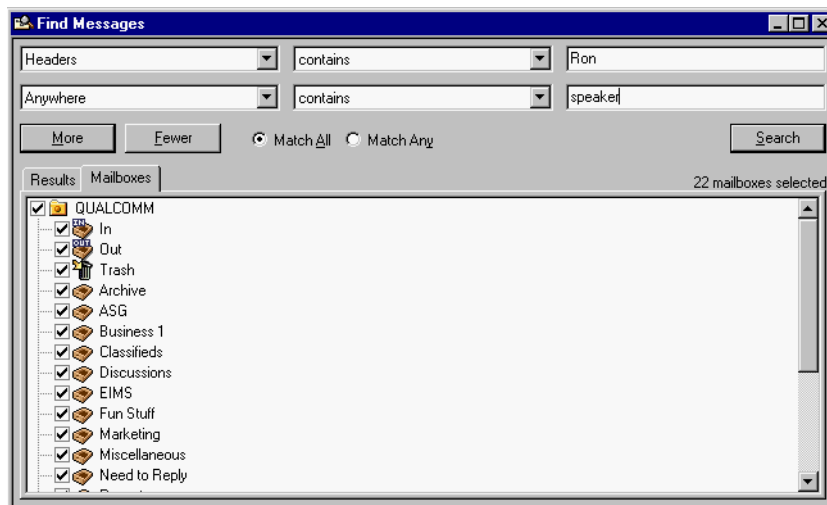 Find Messages
Headers contains Ron
Anywhere contains speaker
More Fewer Match All Match Any Search
Results Mailboxes 22 mailboxes selected
QUALCOMM
IN In
OUT Out
Trash
Archive
ASG
Business 1
Classifieds
Discussions
EIMS
Fun Stuff
Marketing
Miscellaneous
Need to Reply